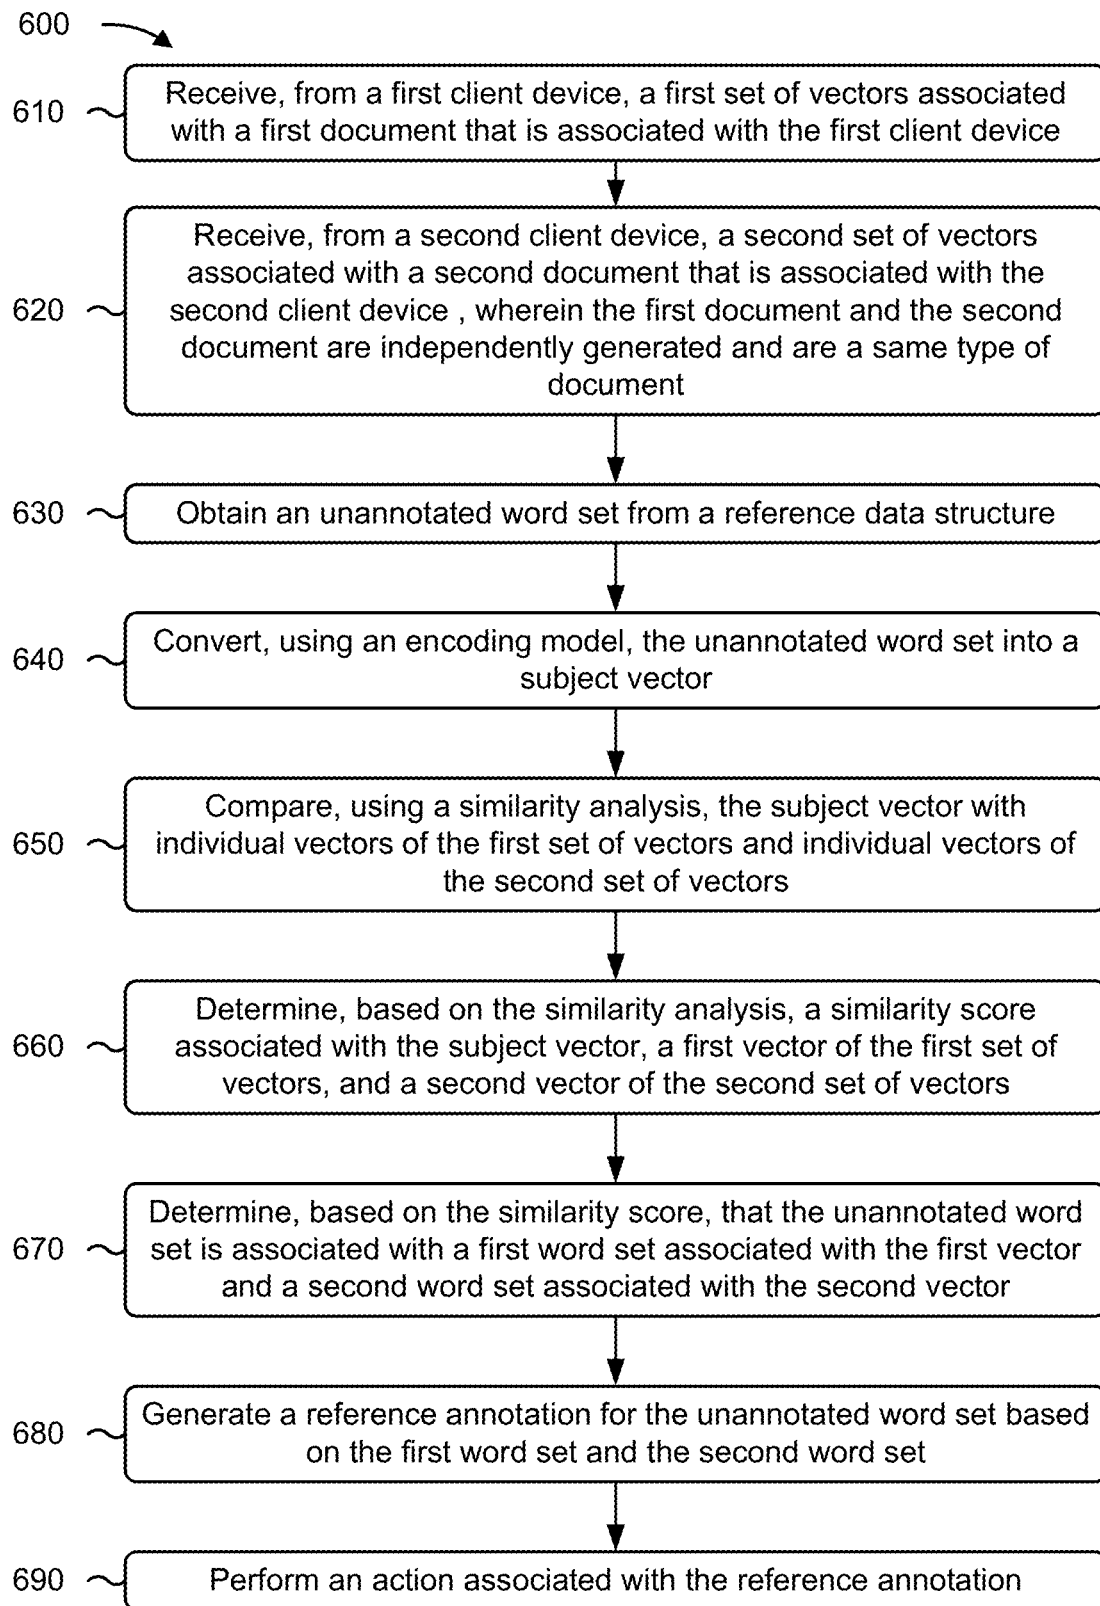 600
610
Receive, from a first client device, a first set of vectors associated
with a first document that is associated with the first client device
620
Receive, from a second client device, a second set of vectors
associated with a second document that is associated with the
second client device , wherein the first document and the second
document are independently generated and are a same type of
document
630
Obtain an unannotated word set from a reference data structure
640
Convert, using an encoding model, the unannotated word set into a
subject vector
650
Compare, using a similarity analysis, the subject vector with
individual vectors of the first set of vectors and individual vectors of
the second set of vectors
660
Determine, based on the similarity analysis, a similarity score
associated with the subject vector, a first vector of the first set of
vectors, and a second vector of the second set of vectors
670
Determine, based on the similarity score, that the unannotated word
set is associated with a first word set associated with the first vector
and a second word set associated with the second vector
680
Generate a reference annotation for the unannotated word set based
on the first word set and the second word set
690
Perform an action associated with the reference annotation